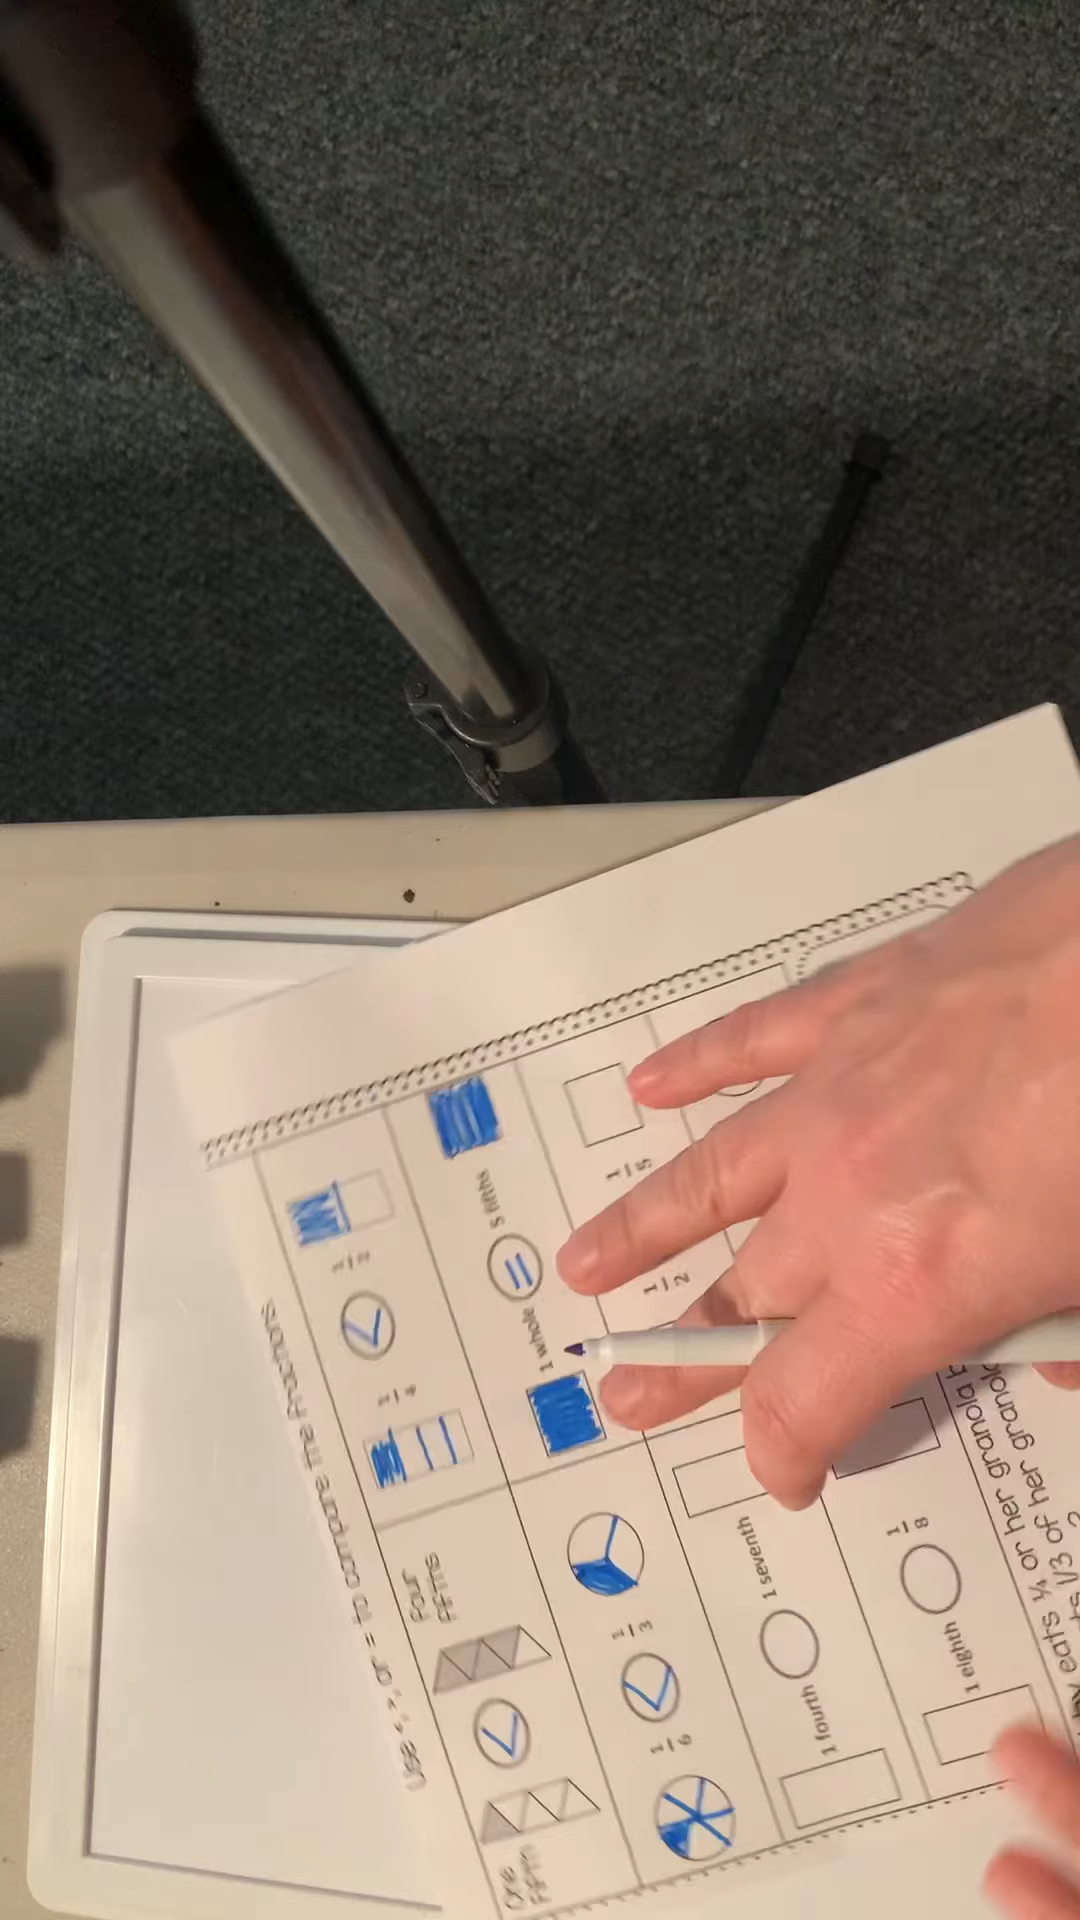 Use <, >, or = to compare the fractions.
One
Fifth
<
Four
Fifths
1/4
<
1/2
1/6
<
1/3
1 whole
=
5 fifths
1 fourth
1 seventh
1/2
1/5
1 eighth
1/8
eats 1/4 of her granola
1/3 of her granola